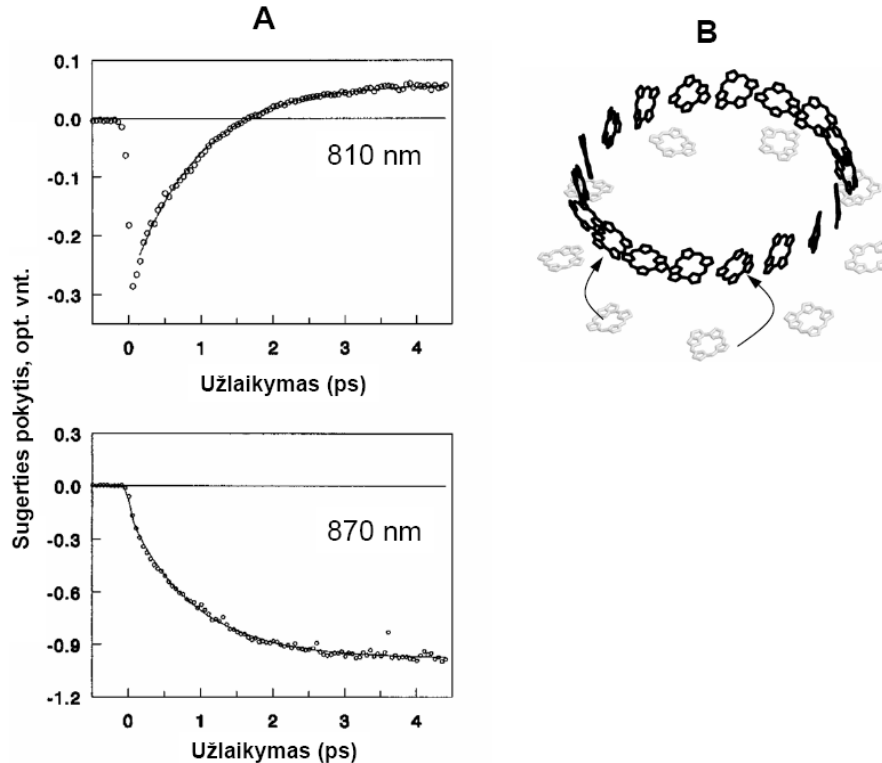 A
B
0.1
0.0
-0.1
-0.2
-0.3
810 nm
0 1 2 3 4
Užlaikymas (ps)
Sugerties pokytis, opt. vnt.
0.3
0.0
-0.3
-0.6
-0.9
-1.2
870 nm
0 1 2 3 4
Užlaikymas (ps)